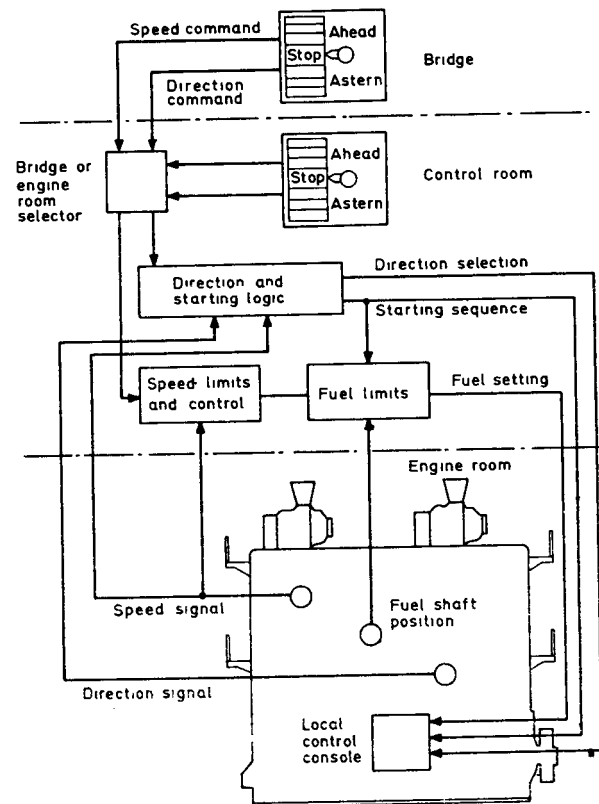 Speed command
Ahead
Stop
Astern
Bridge
Direction
command
Bridge or
engine
room
selector
Ahead
Stop
Astern
Control room
Direction and
starting logic
Direction selection
Starting sequence
Speed limits
and control
Fuel limits
Fuel setting
Engine room
Speed signal
Fuel shaft
position
Direction signal
Local
control
console